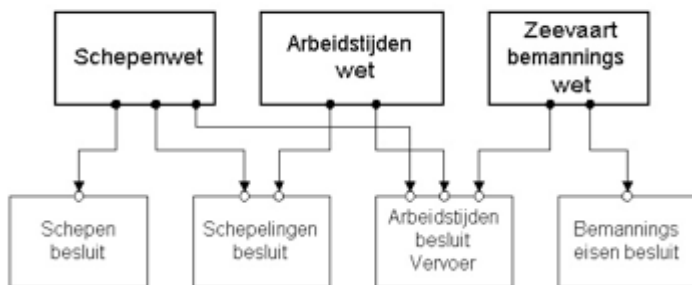 Schepenwet
Arbeidstijden
wet
Zeevaart
bemannings
wet
Schepen
besluit
Schepelingen
besluit
Arbeidstijden
besluit
Vervoer
Bemannings
eisen besluit